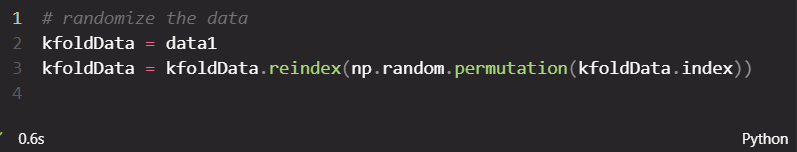 1 # randomize the data
2 kfoldData = data1
3 kfoldData = kfoldData.reindex(np.random.permutation(kfoldData.index))
4
0.6s Python